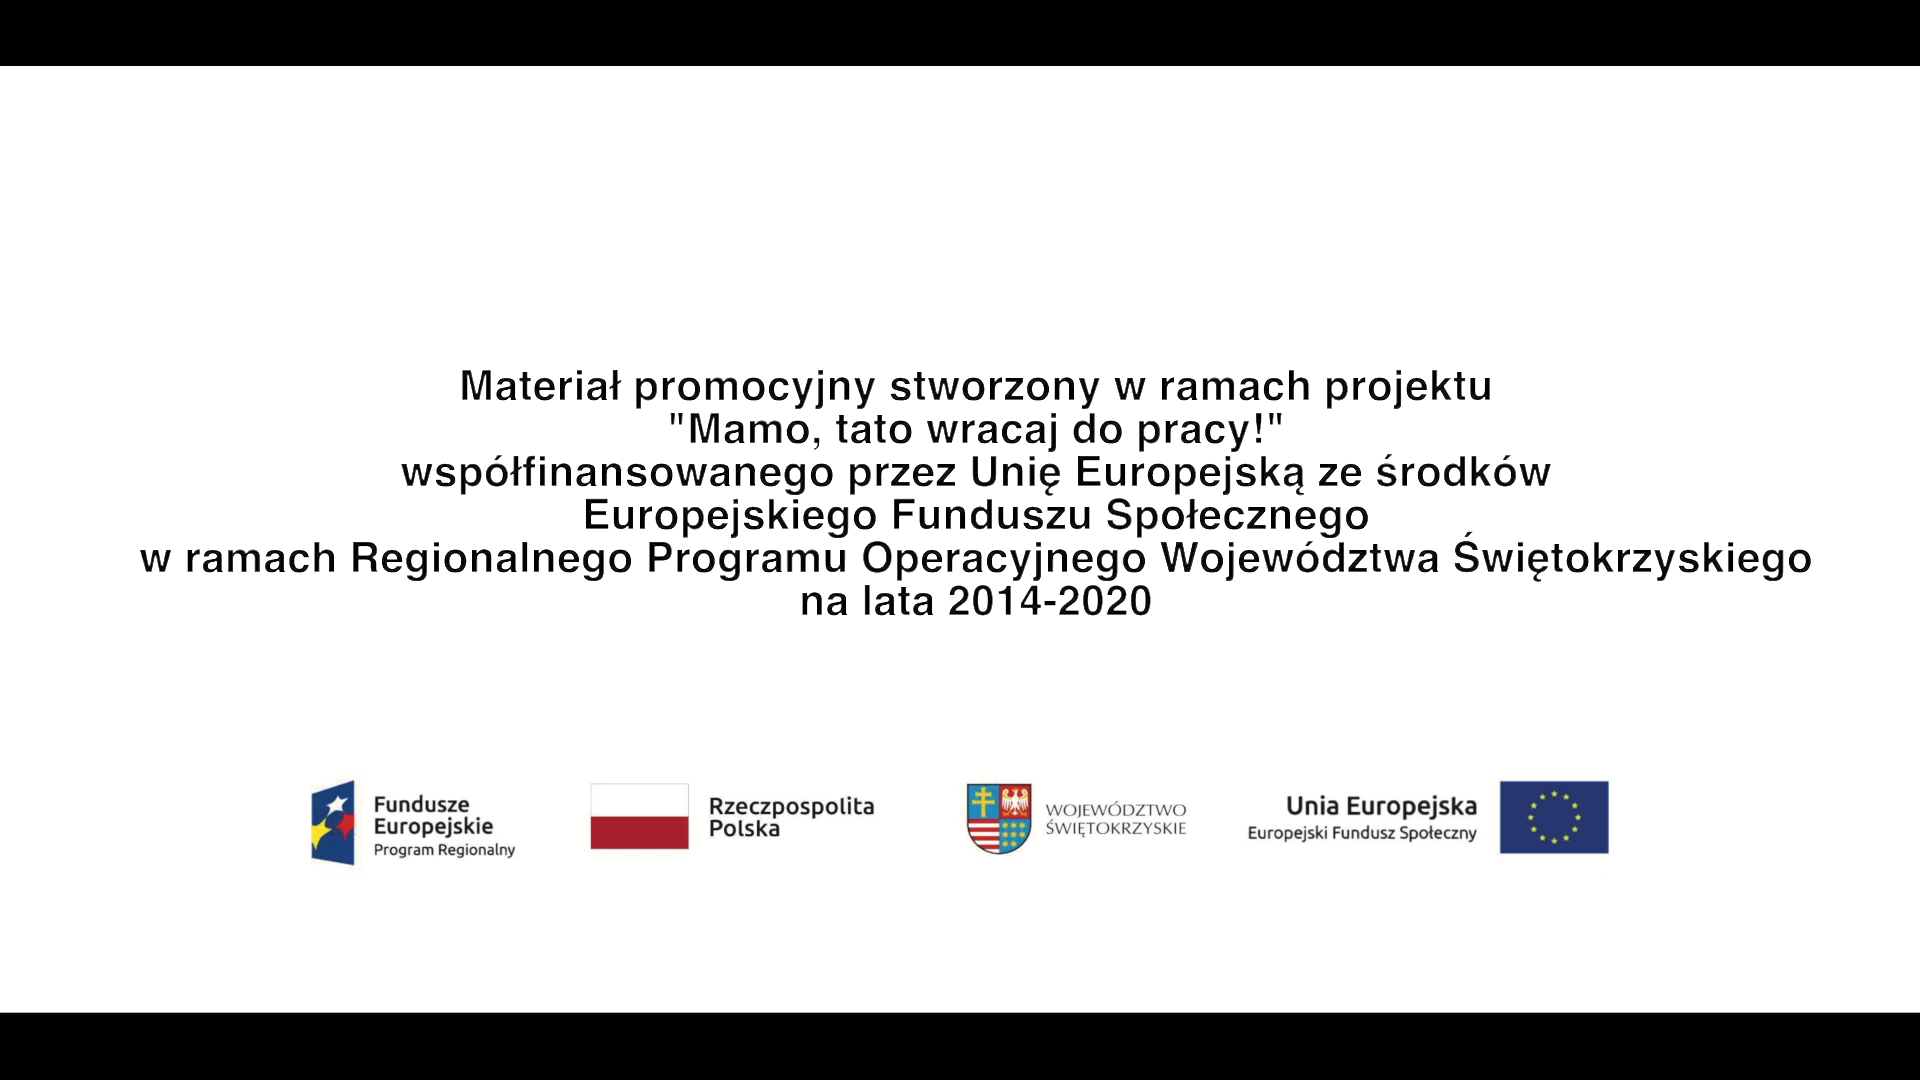 Materiał promocyjny stworzony w ramach projektu
"Mamo, tato wracaj do pracy!"
współfinansowanego przez Unię Europejską ze środków
Europejskiego Funduszu Społecznego
w ramach Regionalnego Programu Operacyjnego Województwa Świętokrzyskiego
na lata 2014-2020
Fundusze
Europejskie
Program Regionalny
Rzeczpospolita
Polska
WOJEWÓDZTWO
ŚWIĘTOKRZYSKIE
Unia Europejska
Europejski Fundusz Społeczny